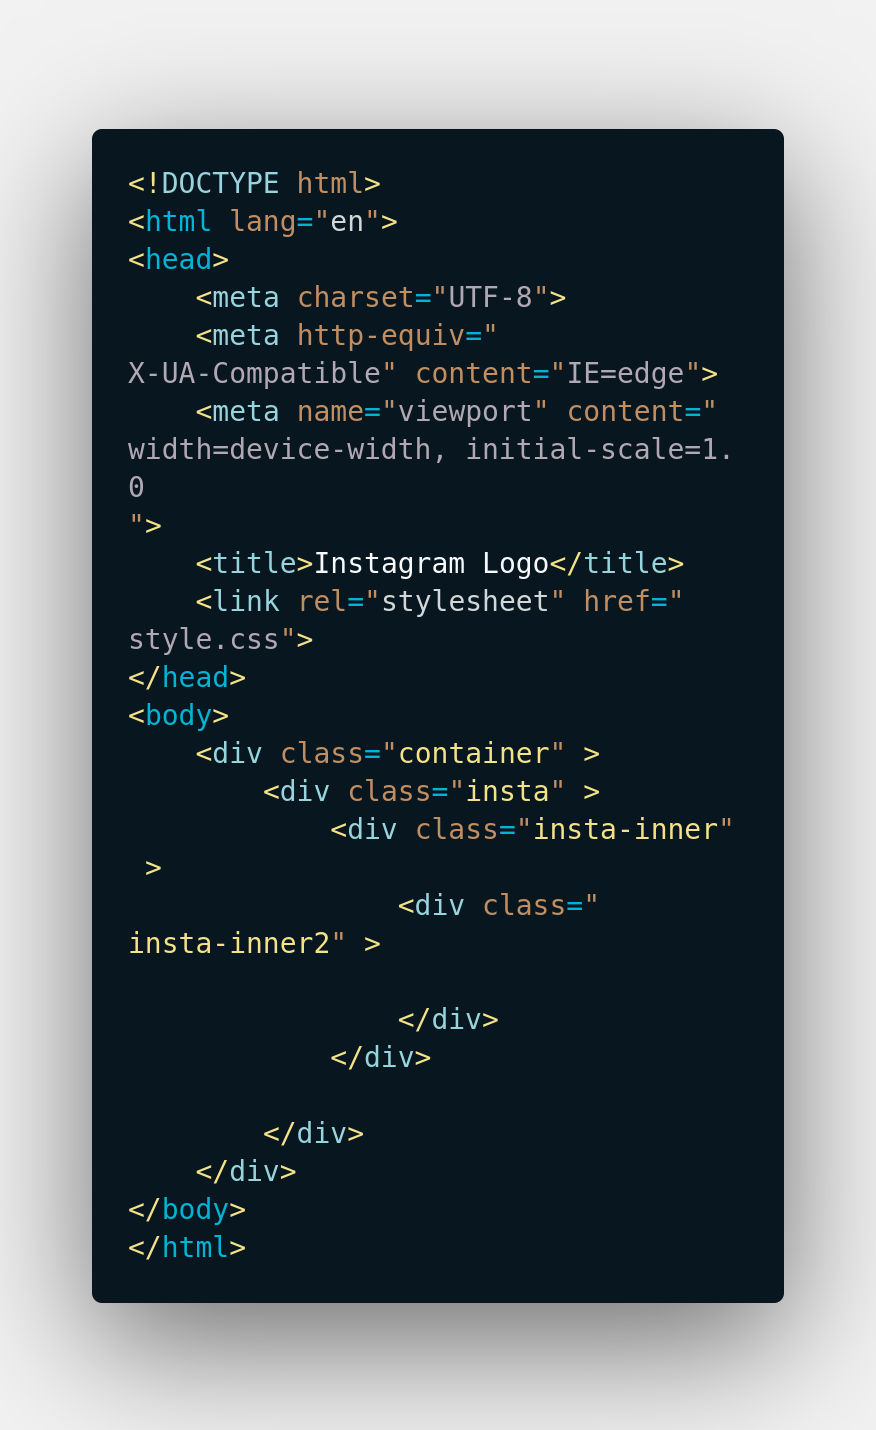 <!DOCTYPE html>
<html lang="en">
<head>
    <meta charset="UTF-8">
    <meta http-equiv="
X-UA-Compatible" content="IE=edge">
    <meta name="viewport" content="
width=device-width, initial-scale=1.
0
">
    <title>Instagram Logo</title>
    <link rel="stylesheet" href="
style.css">
</head>
<body>
    <div class="container" >
        <div class="insta" >
            <div class="insta-inner"
 >
                <div class="
insta-inner2" >

                </div>
            </div>

        </div>
    </div>
</body>
</html>